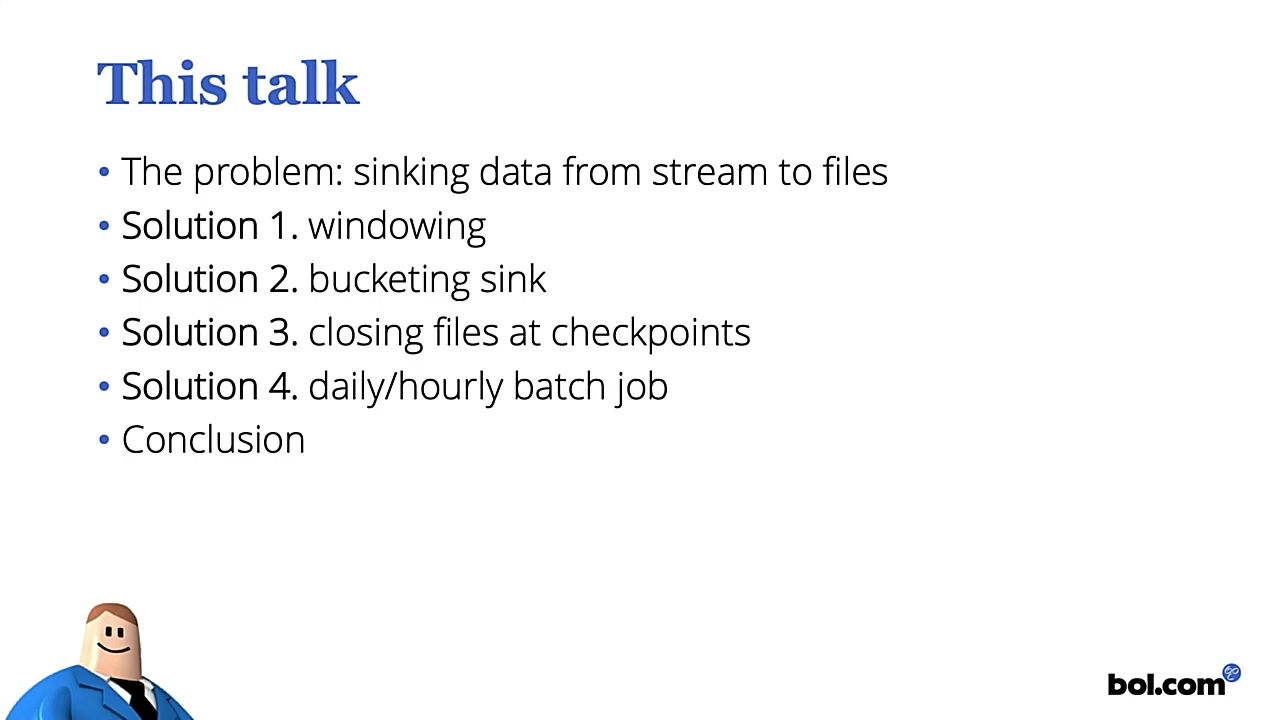 This talk
• The problem: sinking data from stream to files
• Solution 1. windowing
• Solution 2. bucketing sink
• Solution 3. closing files at checkpoints
• Solution 4. daily/hourly batch job
• Conclusion
bol.com